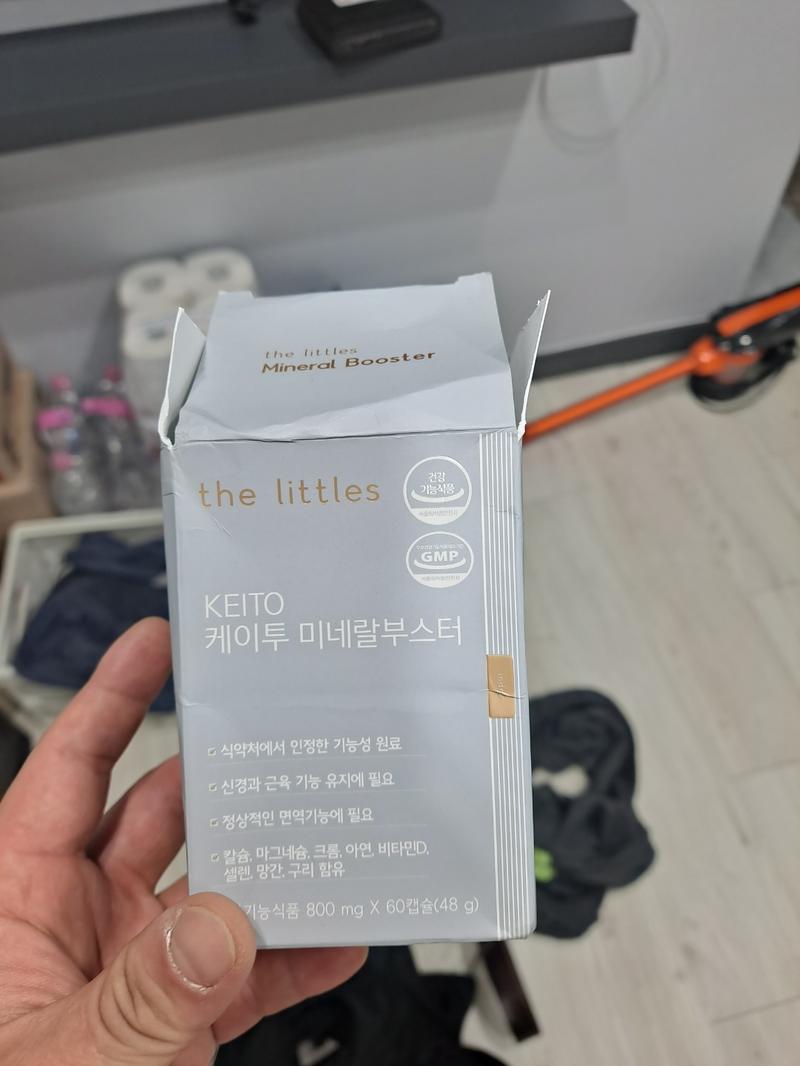 the littles
Mineral Booster
the littles
건강
기능식품
GMP
KEITO
케이투 미네랄부스터
식약처에서 인정한 기능성 원료
신경과 근육 기능 유지에 필요
정상적인 면역기능에 필요
칼슘, 마그네슘, 크롬, 아연, 비타민D,
셀렌, 망간, 구리 함유
기능식품 800 mg X 60캡슐(48 g)